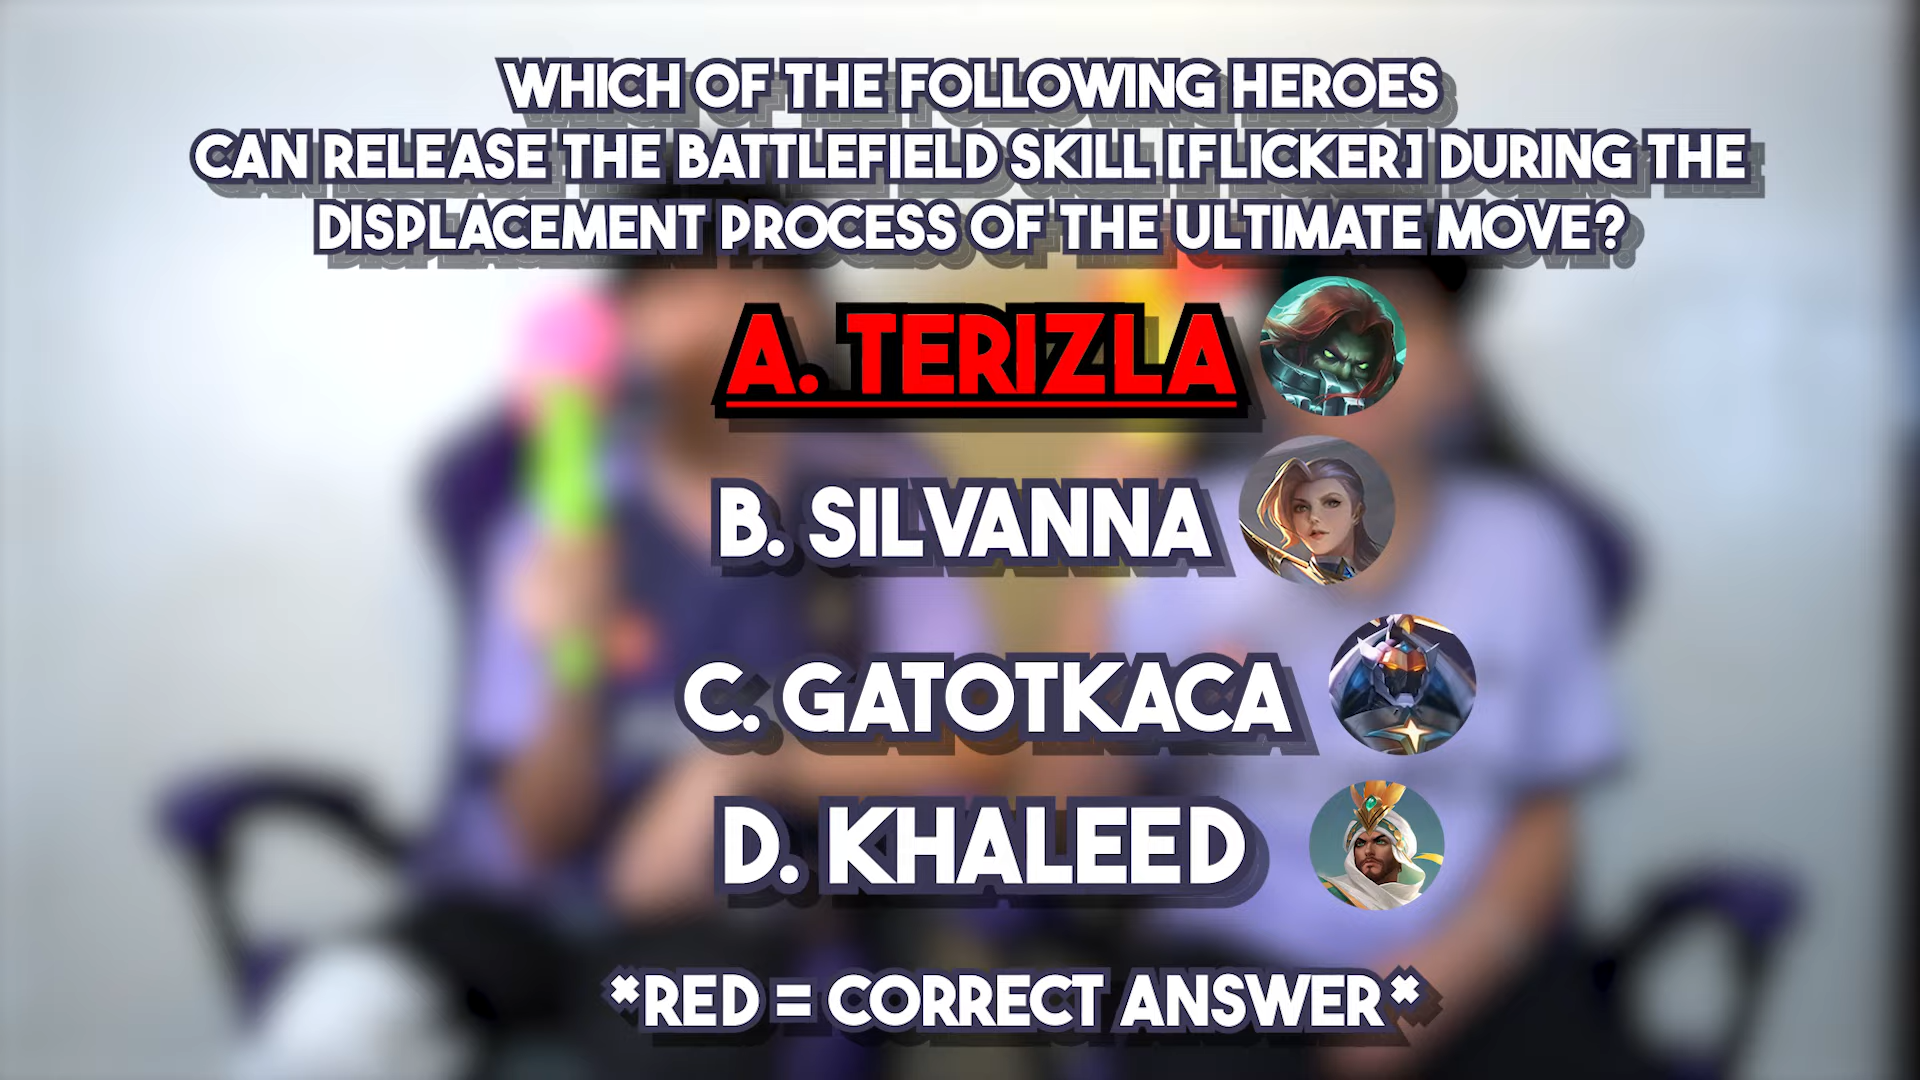 WHICH OF THE FOLLOWING HEROES
CAN RELEASE THE BATTLEFIELD SKILL [FLICKER] DURING THE
DISPLACEMENT PROCESS OF THE ULTIMATE MOVE?
A. TERIZLA
B. SILVANNA
C. GATOTKACA
D. KHALEED
*RED = CORRECT ANSWER*